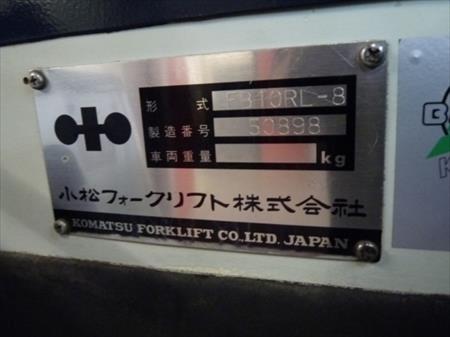 形式 FB10RL-8
製造番号 50898
車両重量 kg
小松フォークリフト株式会社
KOMATSU FORKLIFT CO.,LTD. JAPAN